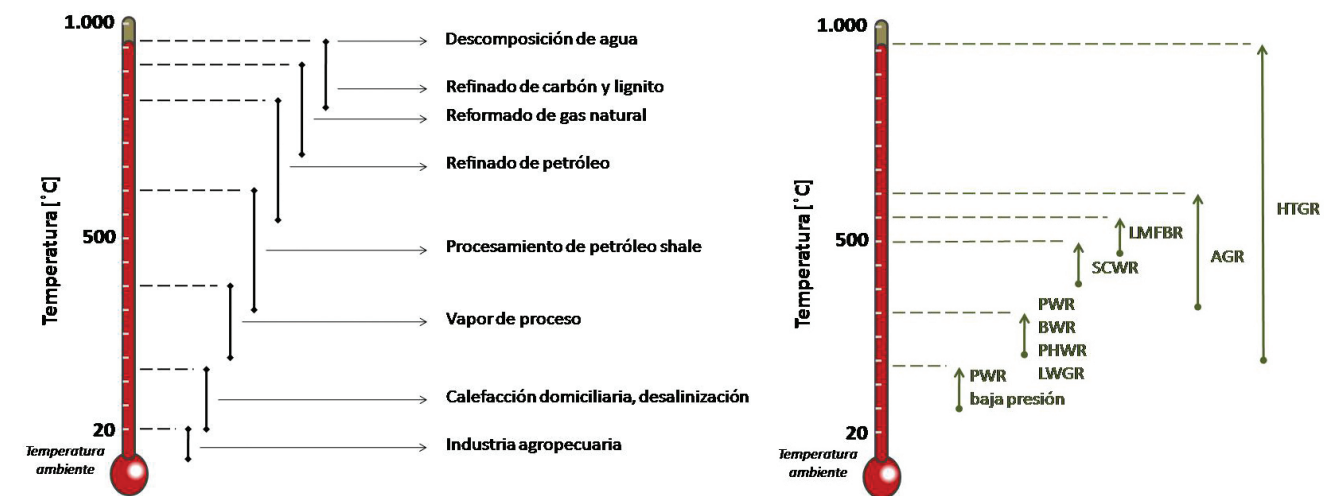 1.000
Descomposición de agua
Refinado de carbón y lignito
Reformado de gas natural
Refinado de petróleo
500
Procesamiento de petróleo shale
Vapor de proceso
Calefacción domiciliaria, desalinización
20
Industria agropecuaria
Temperatura
ambiente
Temperatura [°C]
1.000
HTGR
LMFBR
500
AGR
SCWR
PWR
BWR
PHWR
LWGR
PWR
baja presión
20
Temperatura
ambiente
Temperatura [°C]